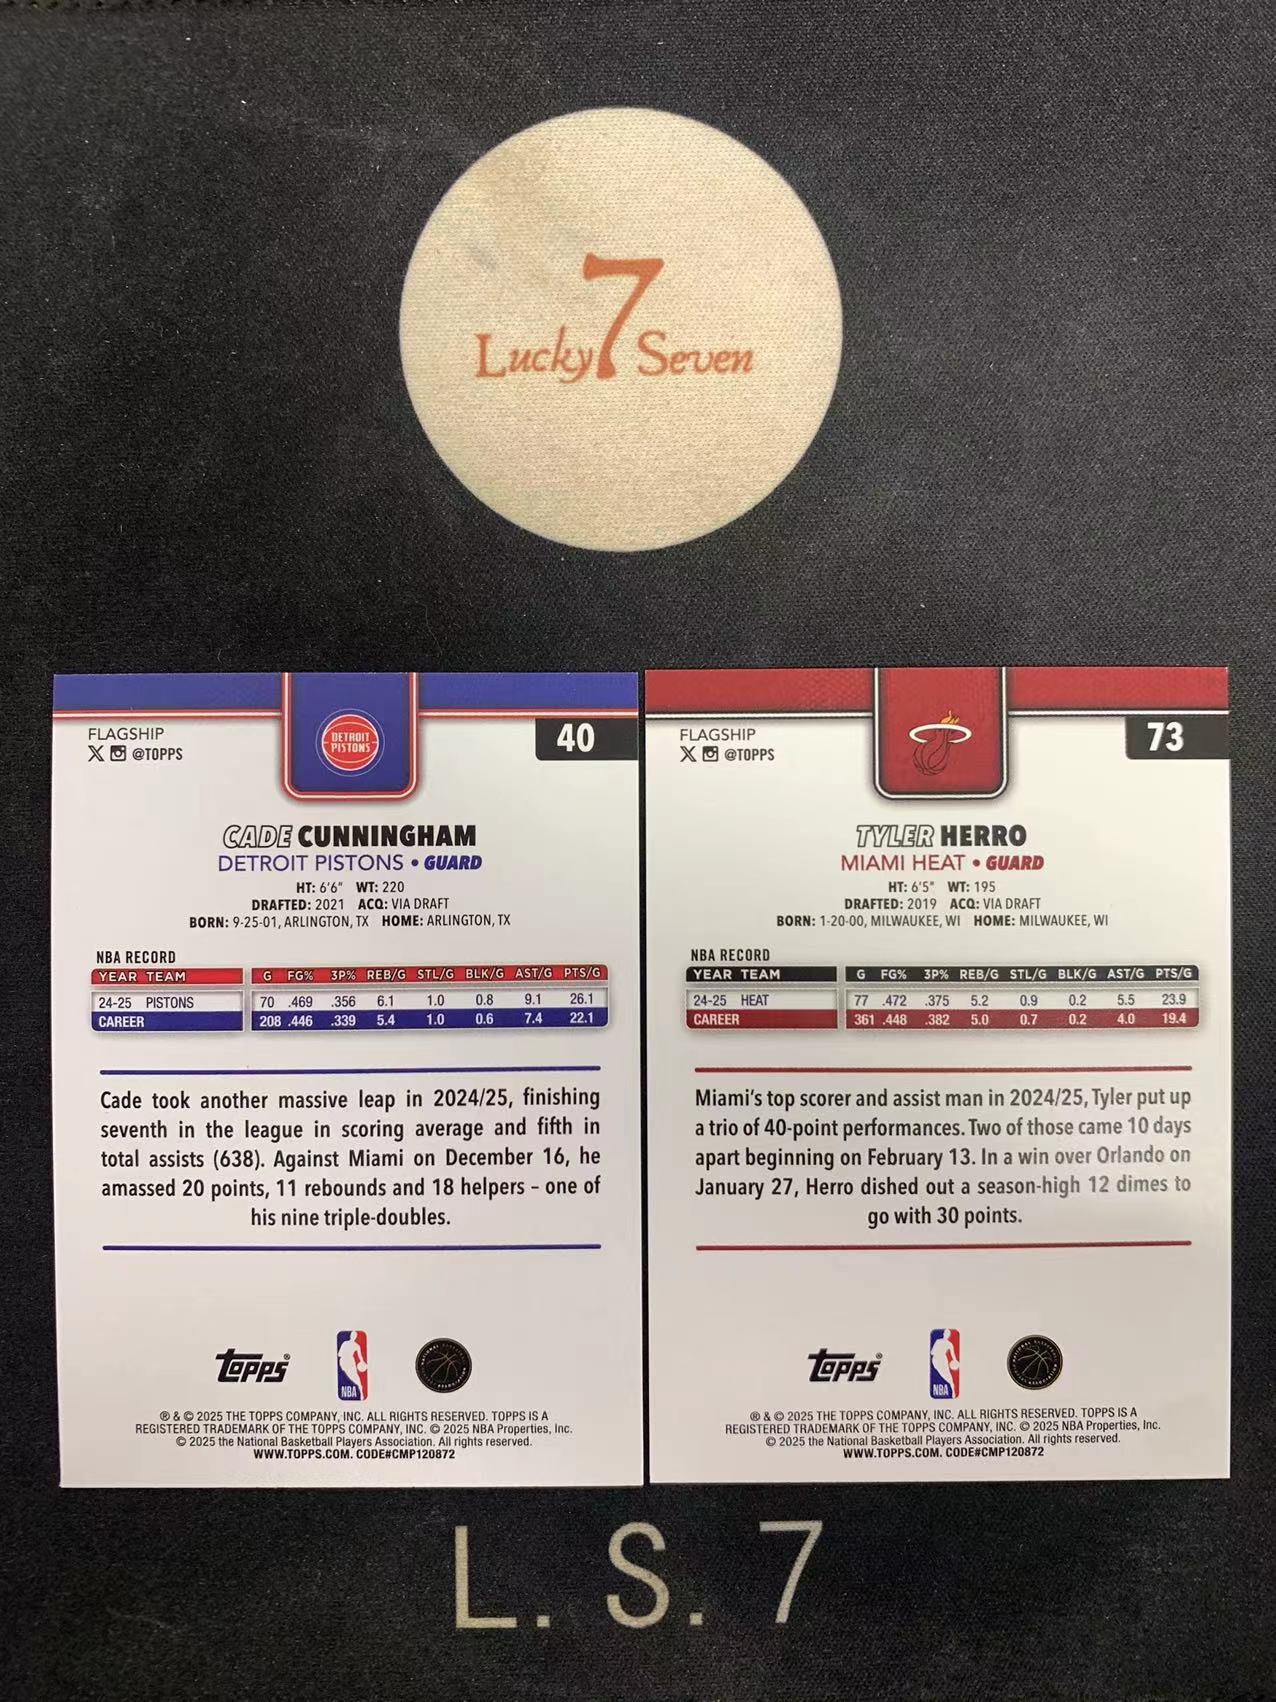 7
Lucky Seven
FLAGSHIP
@TOPPS
DETROIT
PISTONS
40
CADE CUNNINGHAM
DETROIT PISTONS • GUARD
HT: 6'6" WT: 220
DRAFTED: 2021 ACQ: VIA DRAFT
BORN: 9-25-01, ARLINGTON, TX HOME: ARLINGTON, TX
NBA RECORD
YEAR TEAM G FG% 3P% REB/G STL/G BLK/G AST/G PTS/G
24-25 PISTONS 70 .469 .356 6.1 1.0 0.8 9.1 26.1
CAREER 208 .446 .339 5.4 1.0 0.6 7.4 22.1
Cade took another massive leap in 2024/25, finishing
seventh in the league in scoring average and fifth in
total assists (638). Against Miami on December 16, he
amassed 20 points, 11 rebounds and 18 helpers – one of
his nine triple-doubles.
topps®
NBA
® & © 2025 THE TOPPS COMPANY, INC. ALL RIGHTS RESERVED. TOPPS IS A
REGISTERED TRADEMARK OF THE TOPPS COMPANY, INC. © 2025 NBA Properties, Inc.
© 2025 the National Basketball Players Association. All rights reserved.
WWW.TOPPS.COM. CODE#CMP120872
FLAGSHIP
@TOPPS
73
TYLER HERRO
MIAMI HEAT • GUARD
HT: 6'5" WT: 195
DRAFTED: 2019 ACQ: VIA DRAFT
BORN: 1-20-00, MILWAUKEE, WI HOME: MILWAUKEE, WI
NBA RECORD
YEAR TEAM G FG% 3P% REB/G STL/G BLK/G AST/G PTS/G
24-25 HEAT 77 .472 .375 5.2 0.9 0.2 5.5 23.9
CAREER 361 .448 .382 5.0 0.7 0.2 4.0 19.4
Miami's top scorer and assist man in 2024/25, Tyler put up
a trio of 40-point performances. Two of those came 10 days
apart beginning on February 13. In a win over Orlando on
January 27, Herro dished out a season-high 12 dimes to
go with 30 points.
topps®
NBA
® & © 2025 THE TOPPS COMPANY, INC. ALL RIGHTS RESERVED. TOPPS IS A
REGISTERED TRADEMARK OF THE TOPPS COMPANY, INC. © 2025 NBA Properties, Inc.
© 2025 the National Basketball Players Association. All rights reserved.
WWW.TOPPS.COM. CODE#CMP120872
L. S. 7